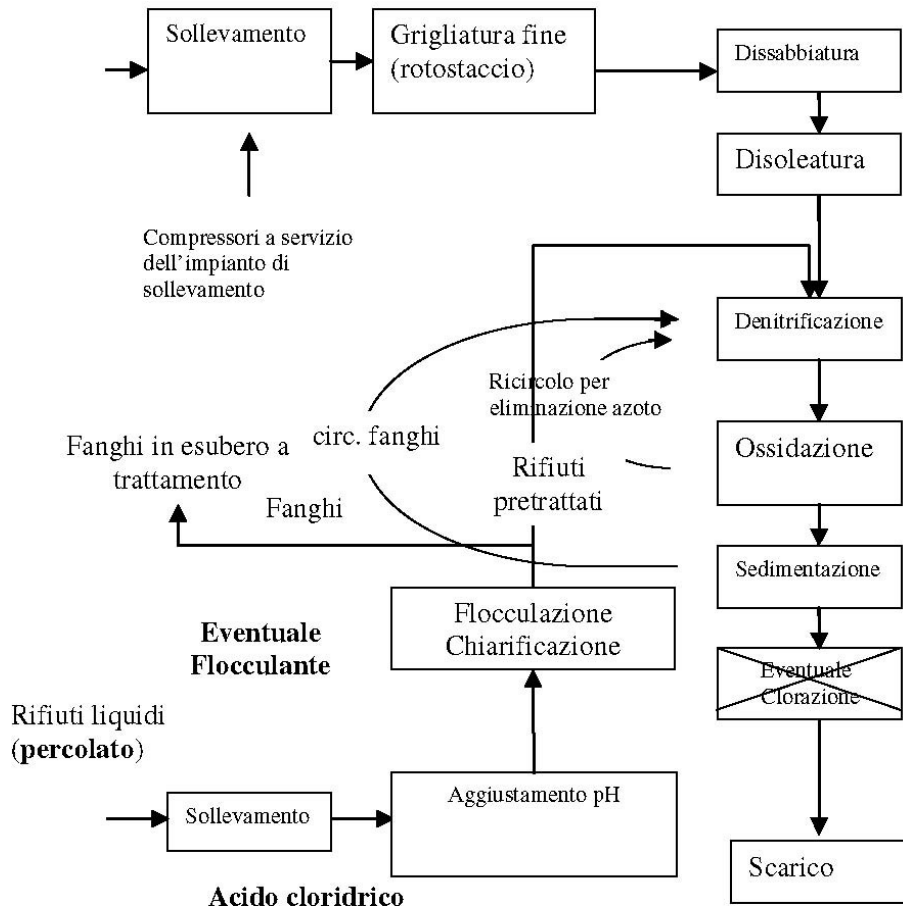 Sollevamento
Grigliatura fine
(rotostaccio)
Dissabbiatura
Disoleatura
Compressori a servizio
dell'impianto di
sollevamento
Denitrificazione
Ricircolo per
eliminazione azoto
circ. fanghi
Fanghi in esubero a
trattamento
Ossidazione
Rifiuti
pretrattati
Fanghi
Sedimentazione
Flocculazione
Chiarificazione
Eventuale
Flocculante
Eventuale
Clorazione
Rifiuti liquidi
(percolato)
Sollevamento
Aggiustamento pH
Scarico
Acido cloridrico